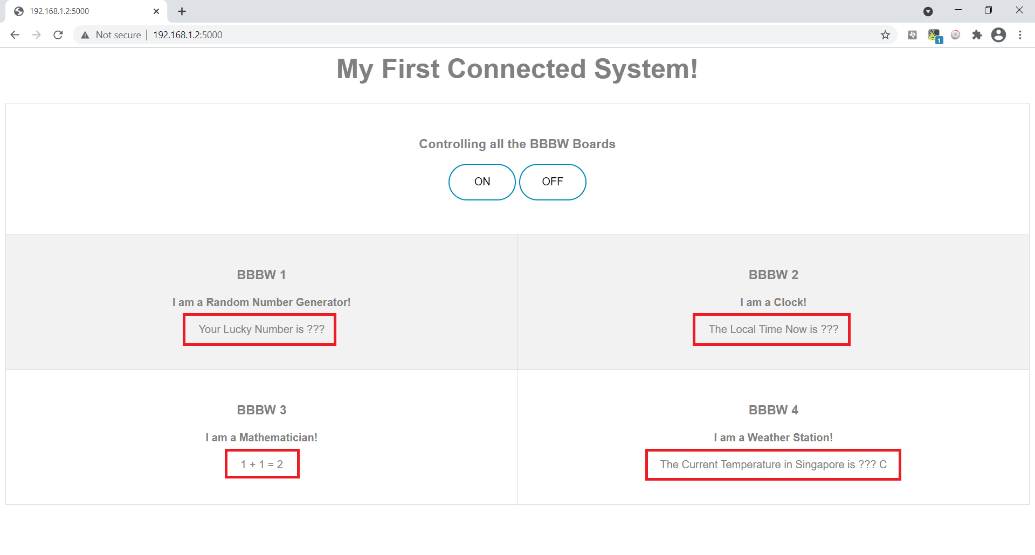 192.168.1.2:5000
Not secure | 192.168.1.2:5000
1
My First Connected System!
Controlling all the BBBW Boards
ON OFF
BBBW 1
I am a Random Number Generator!
Your Lucky Number is ???
BBBW 2
I am a Clock!
The Local Time Now is ???
BBBW 3
I am a Mathematician!
1 + 1 = 2
BBBW 4
I am a Weather Station!
The Current Temperature in Singapore is ??? C